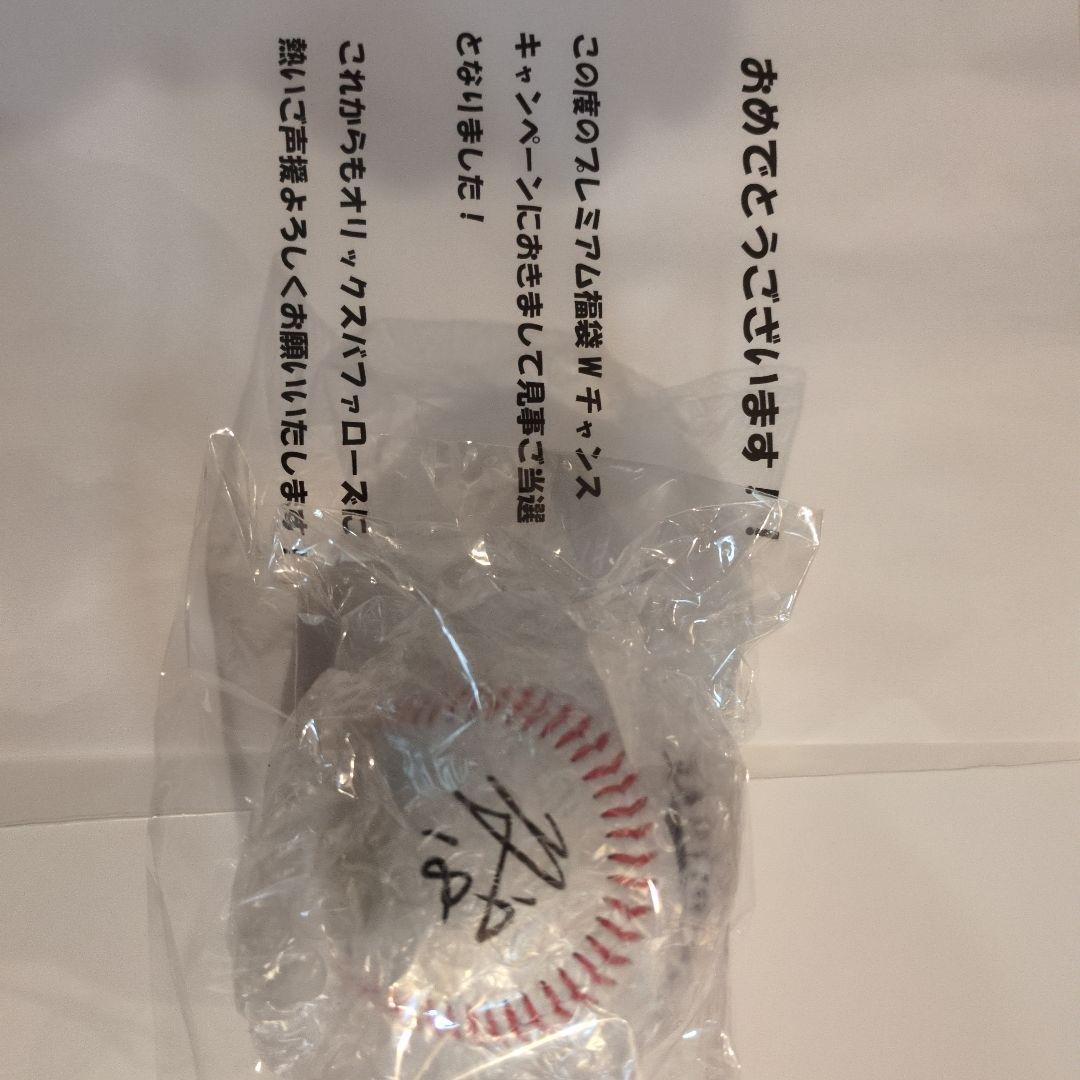 おめでとうございます！！
この度のプレミアム福袋Wチャンス
キャンペーンにおきまして見事ご当選
となりました！
これからもオリックスバファローズに
熱いご声援よろしくお願いいたします！